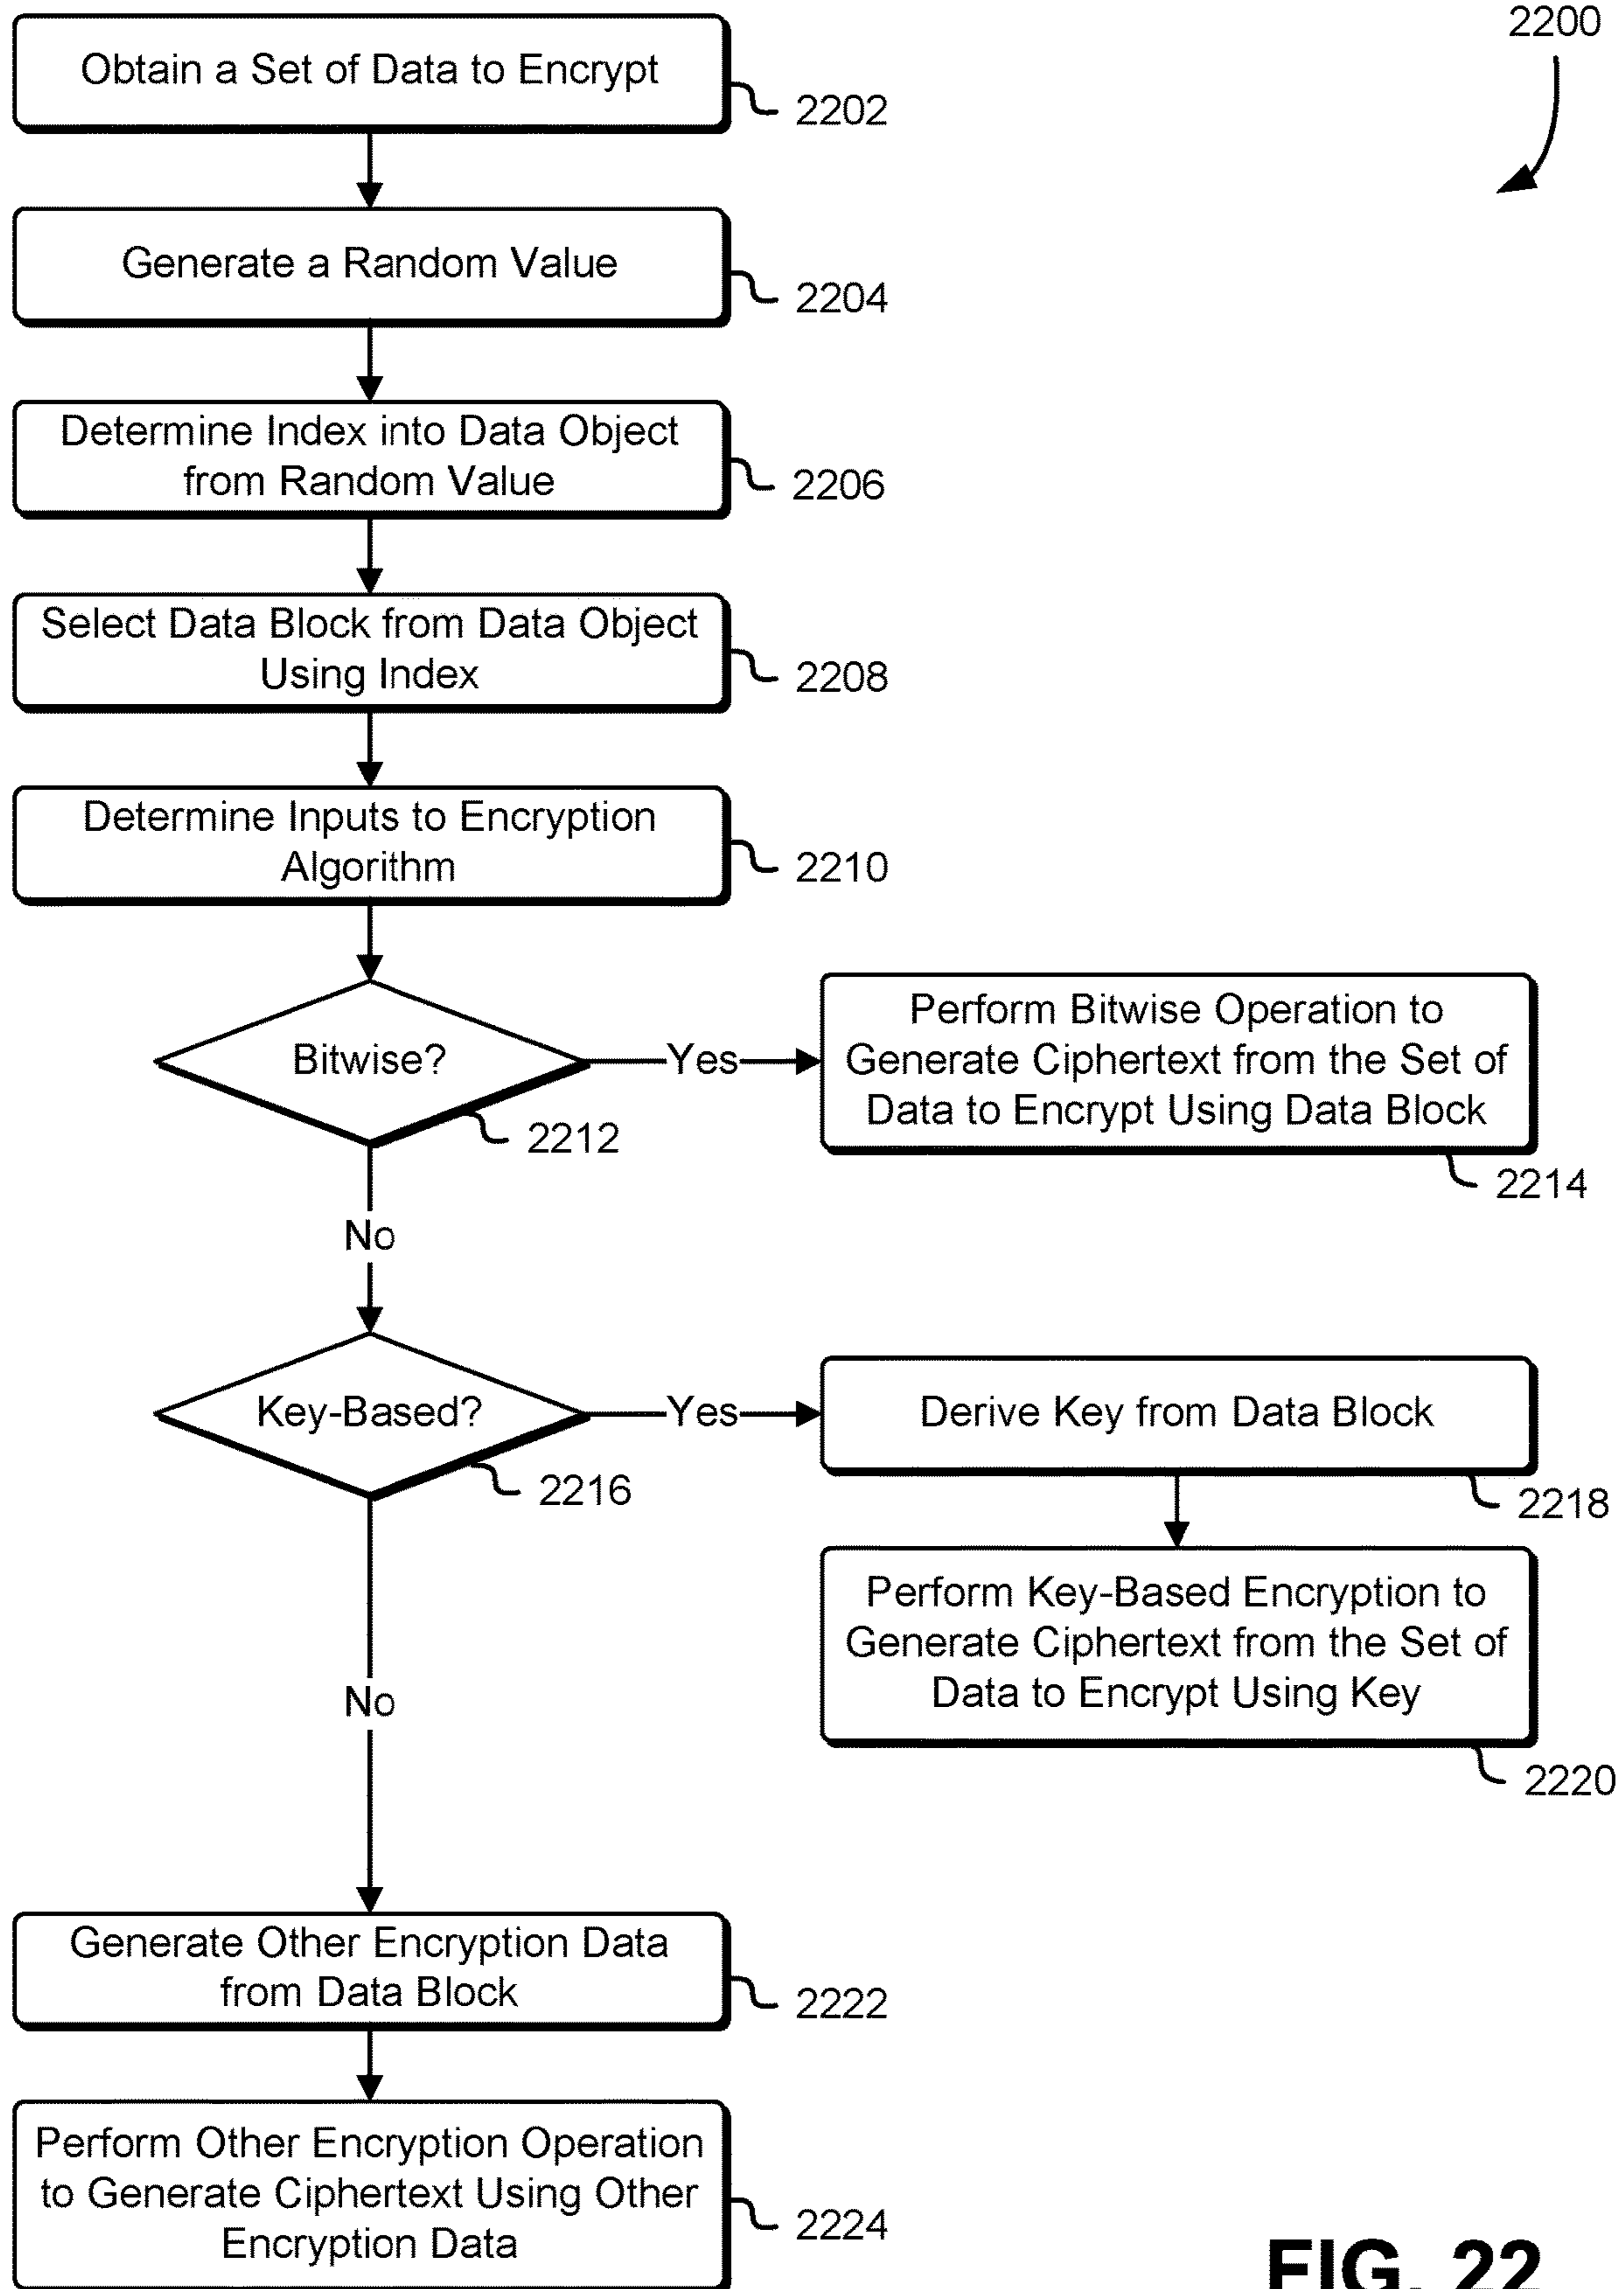 2200
Obtain a Set of Data to Encrypt
2202
Generate a Random Value
2204
Determine Index into Data Object
from Random Value
2206
Select Data Block from Data Object
Using Index
2208
Determine Inputs to Encryption
Algorithm
2210
Bitwise?
2212
Yes
Perform Bitwise Operation to
Generate Ciphertext from the Set of
Data to Encrypt Using Data Block
2214
No
Key-Based?
2216
Yes
Derive Key from Data Block
2218
Perform Key-Based Encryption to
Generate Ciphertext from the Set of
Data to Encrypt Using Key
2220
No
Generate Other Encryption Data
from Data Block
2222
Perform Other Encryption Operation
to Generate Ciphertext Using Other
Encryption Data
2224
FIG. 22